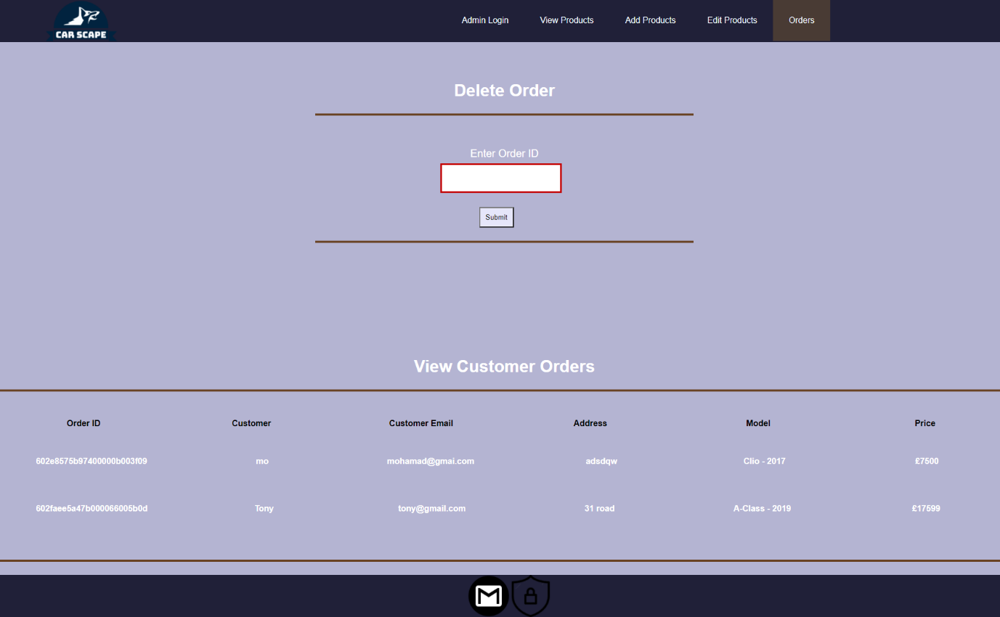 CAR SCAPE
Admin Login View Products Add Products Edit Products Orders
Delete Order
Enter Order ID
Submit
View Customer Orders
Order ID Customer Customer Email Address Model Price
602e8575b97400000b003f09 mo mohamad@gmai.com adsdqw Clio - 2017 £7500
602faee5a47b000066005b0d Tony tony@gmail.com 31 road A-Class - 2019 £17599